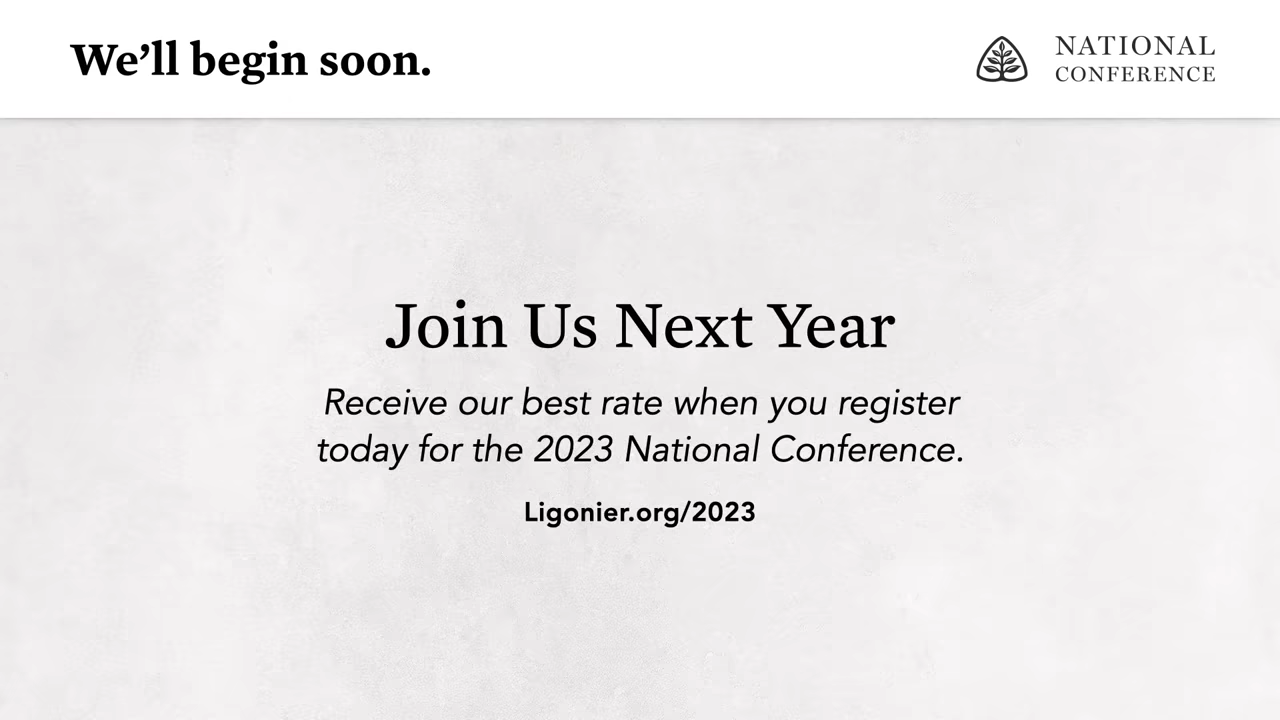 We’ll begin soon.
NATIONAL
CONFERENCE
Join Us Next Year
Receive our best rate when you register
today for the 2023 National Conference.
Ligonier.org/2023